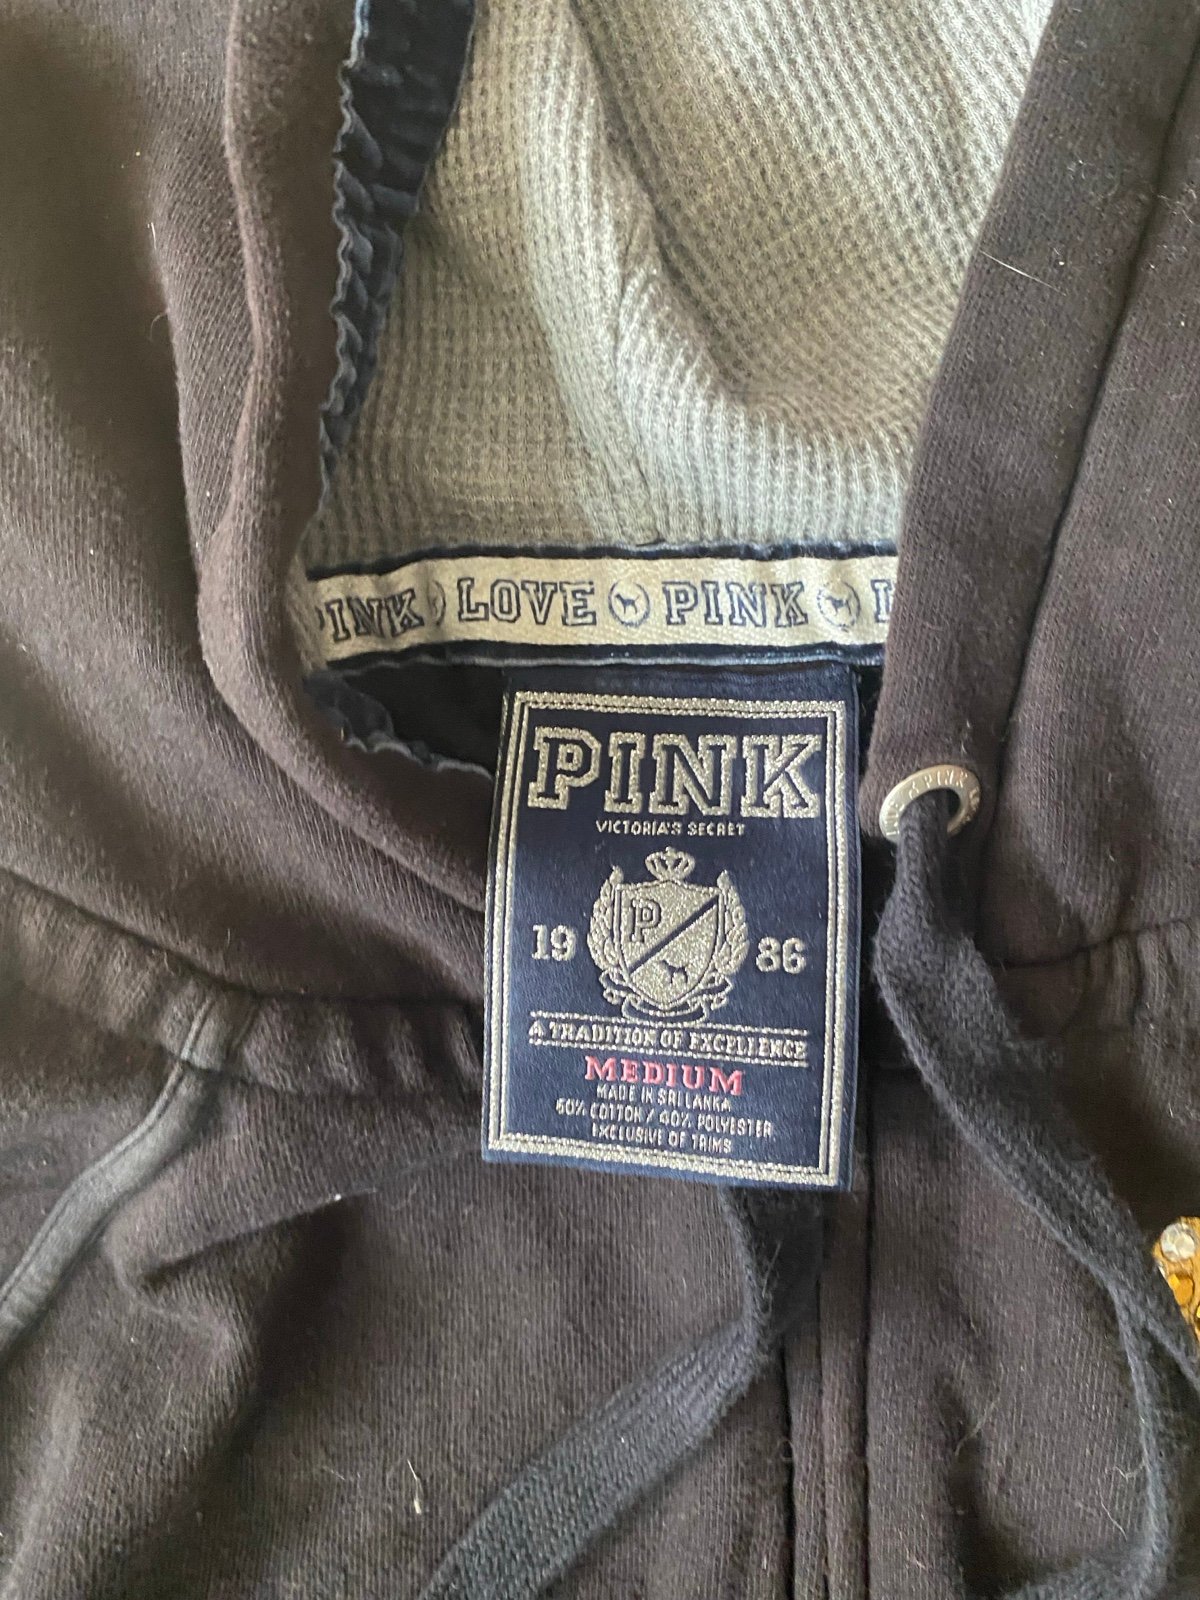 PINK LOVE PINK
PINK
VICTORIA'S SECRET
P
19 86
A TRADITION OF EXCELLENCE
MEDIUM
MADE IN SRI LANKA
60% COTTON / 40% POLYESTER
EXCLUSIVE OF TRIMS
PINK